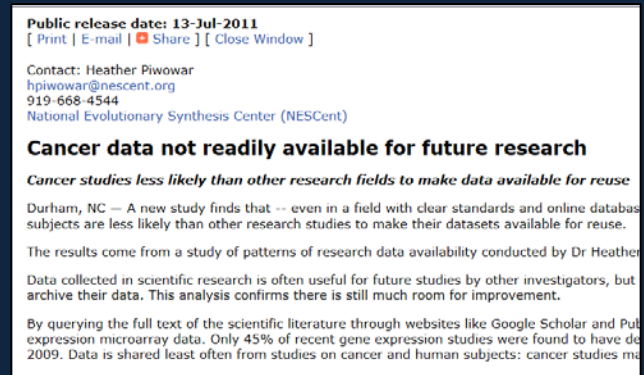 Public release date: 13-Jul-2011
[ Print | E-mail | Share ] [ Close Window ]
Contact: Heather Piwowar
hpiwowar@nescent.org
919-668-4544
National Evolutionary Synthesis Center (NESCent)
Cancer data not readily available for future research
Cancer studies less likely than other research fields to make data available for reuse
Durham, NC — A new study finds that -- even in a field with clear standards and online databas
subjects are less likely than other research studies to make their datasets available for reuse.
The results come from a study of patterns of research data availability conducted by Dr Heather
Data collected in scientific research is often useful for future studies by other investigators, but
archive their data. This analysis confirms there is still much room for improvement.
By querying the full text of the scientific literature through websites like Google Scholar and Pub
expression microarray data. Only 45% of recent gene expression studies were found to have de
2009. Data is shared least often from studies on cancer and human subjects: cancer studies ma